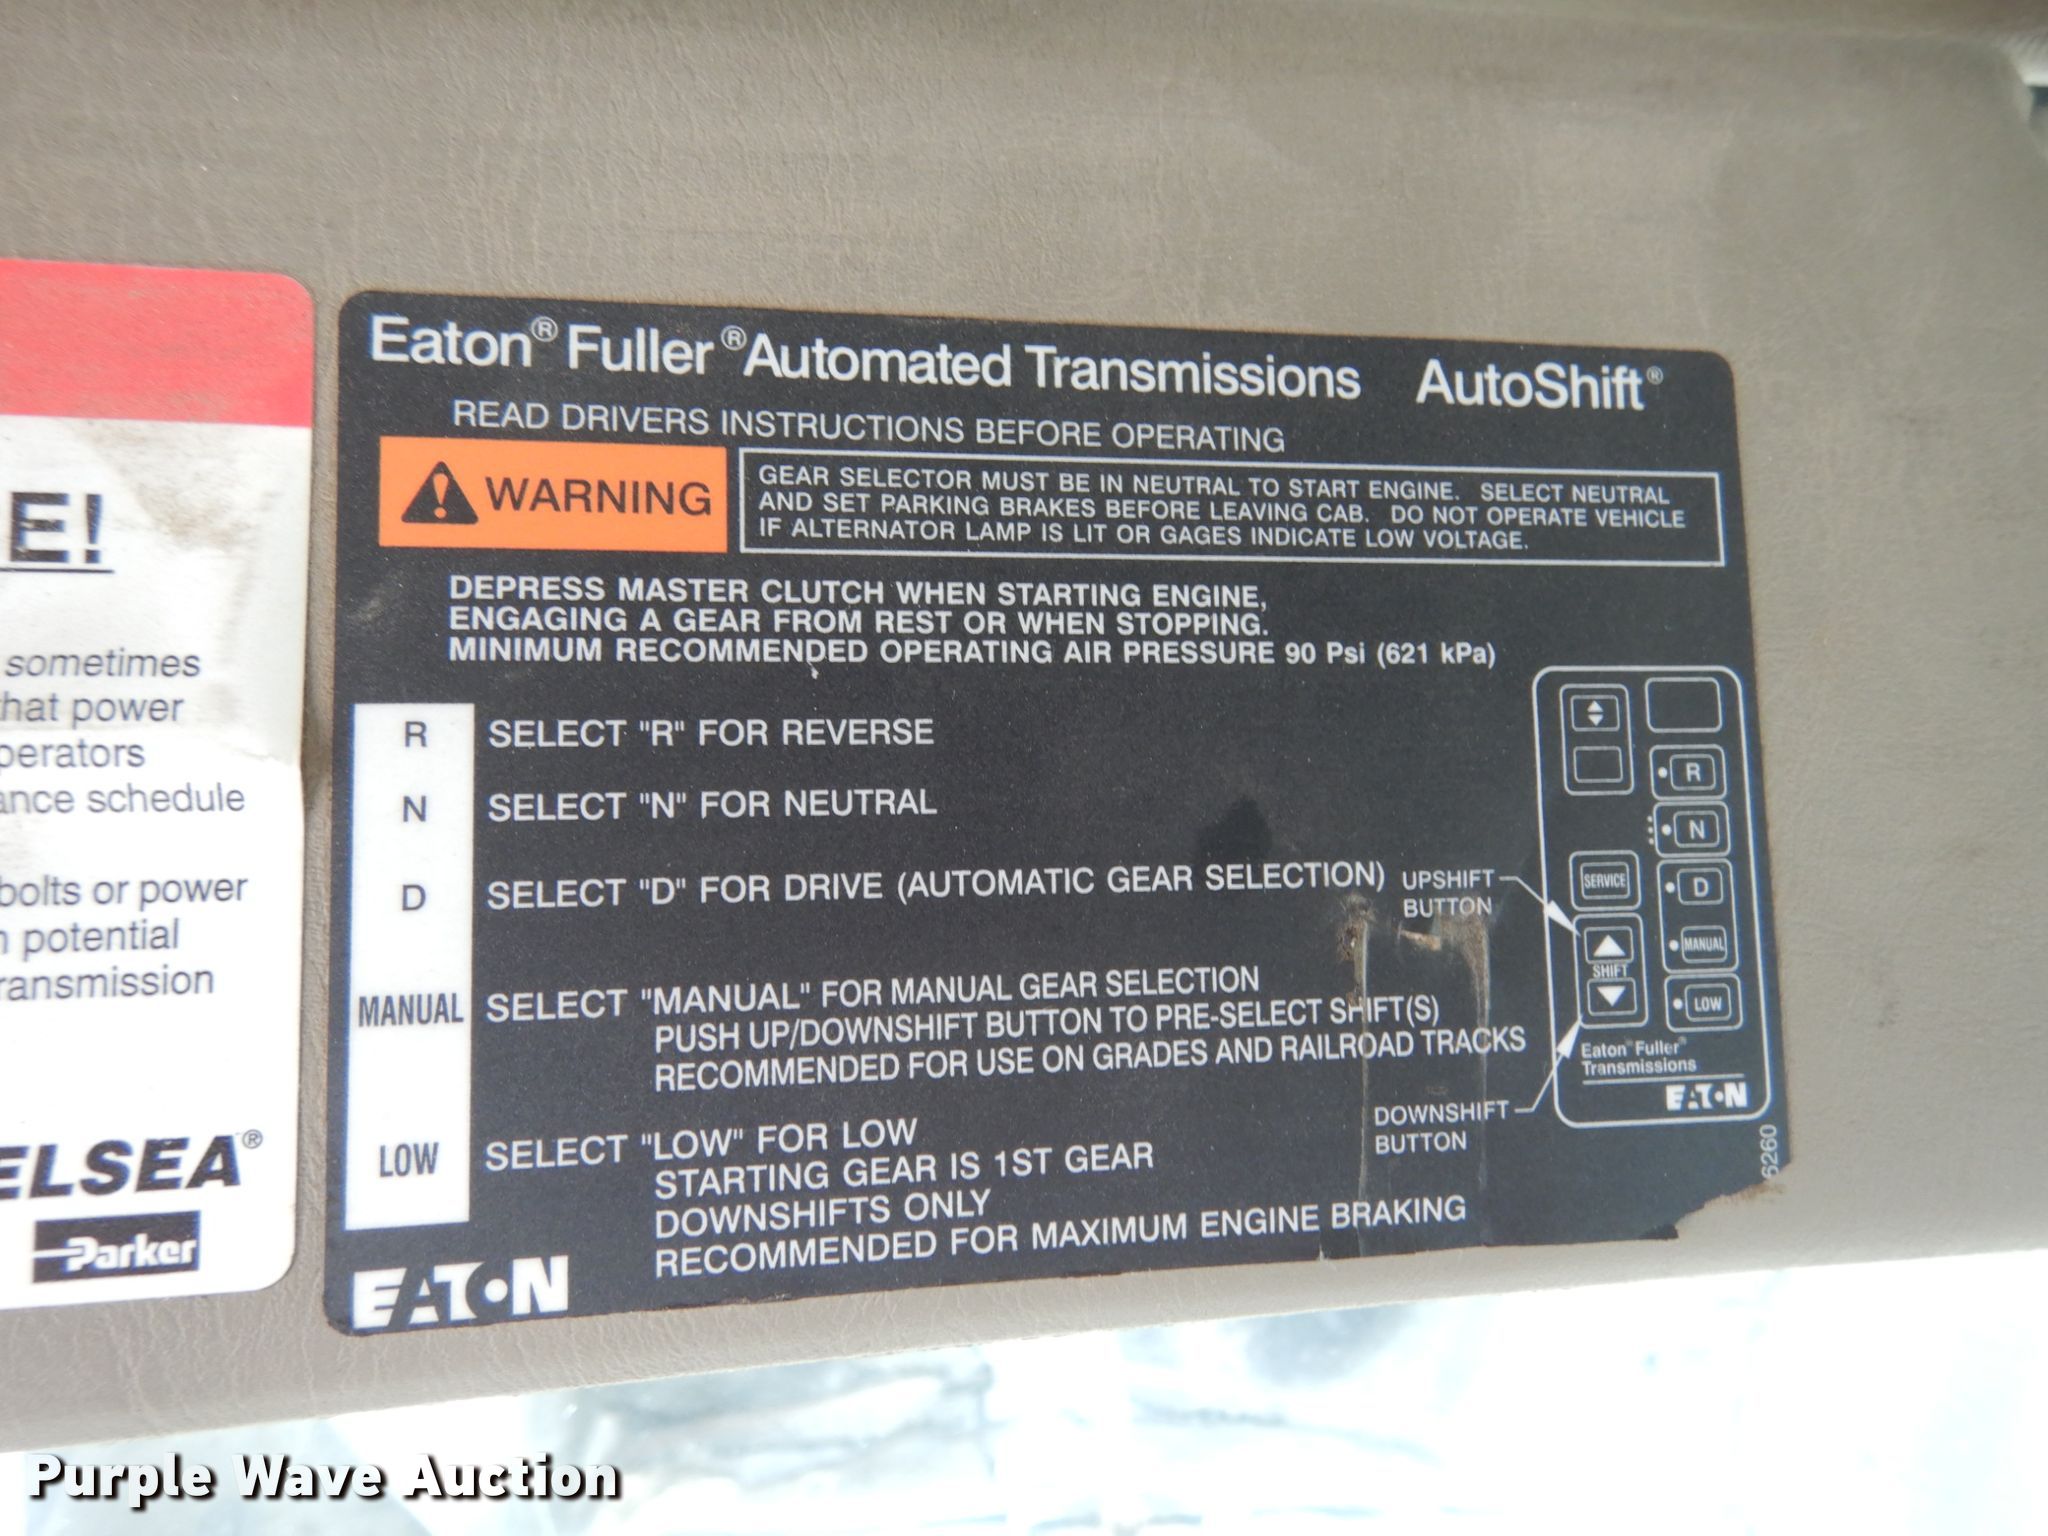 E!
sometimes
that power
perators
ance schedule
bolts or power
potential
ransmission
ELSEA®
Parker
Eaton® Fuller® Automated Transmissions AutoShift®
READ DRIVERS INSTRUCTIONS BEFORE OPERATING
WARNING
GEAR SELECTOR MUST BE IN NEUTRAL TO START ENGINE. SELECT NEUTRAL
AND SET PARKING BRAKES BEFORE LEAVING CAB. DO NOT OPERATE VEHICLE
IF ALTERNATOR LAMP IS LIT OR GAGES INDICATE LOW VOLTAGE.
DEPRESS MASTER CLUTCH WHEN STARTING ENGINE,
ENGAGING A GEAR FROM REST OR WHEN STOPPING.
MINIMUM RECOMMENDED OPERATING AIR PRESSURE 90 Psi (621 kPa)
R SELECT "R" FOR REVERSE
N SELECT "N" FOR NEUTRAL
D SELECT "D" FOR DRIVE (AUTOMATIC GEAR SELECTION)
MANUAL SELECT "MANUAL" FOR MANUAL GEAR SELECTION
PUSH UP/DOWNSHIFT BUTTON TO PRE-SELECT SHIFT(S)
RECOMMENDED FOR USE ON GRADES AND RAILROAD TRACKS
LOW SELECT "LOW" FOR LOW
STARTING GEAR IS 1ST GEAR
DOWNSHIFTS ONLY
RECOMMENDED FOR MAXIMUM ENGINE BRAKING
EATON
UPSHIFT
BUTTON
DOWNSHIFT
BUTTON
R
N
SERVICE
D
MANUAL
SHIFT
LOW
Eaton® Fuller®
Transmissions
EATON
6260
Purple Wave Auction